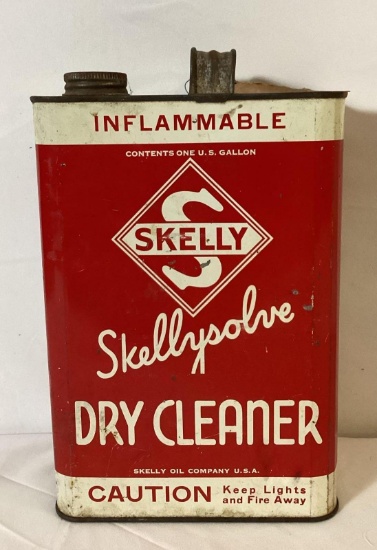 INFLAMMABLE
CONTENTS ONE U.S. GALLON
S
SKELLY
Skellysolve
DRY CLEANER
SKELLY OIL COMPANY U.S.A.
CAUTION Keep Lights
and Fire Away